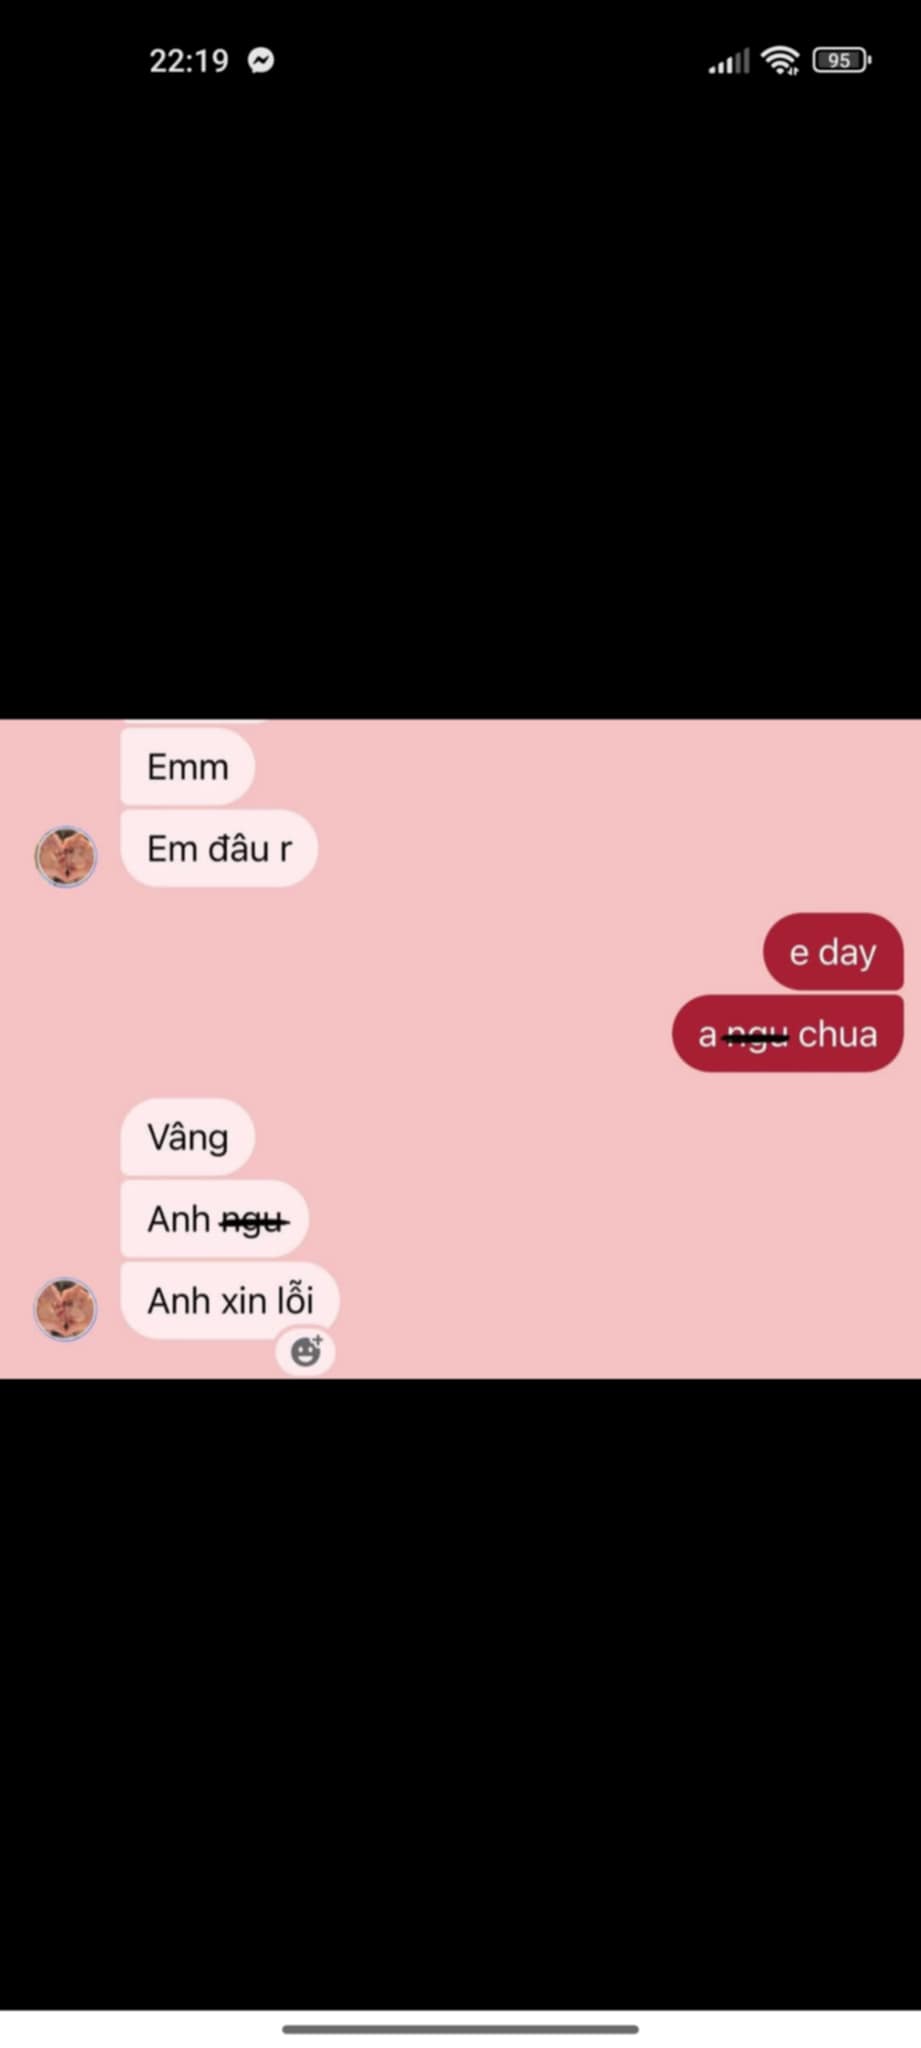 22:19
95
Emm
Em đâu r
e day
a ngu chua
Vâng
Anh ngu
Anh xin lỗi